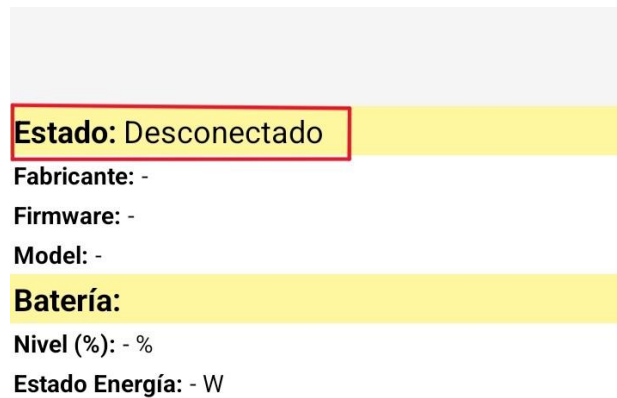 Estado: Desconectado
Fabricante: -
Firmware: -
Model: -
Batería:
Nivel (%): - %
Estado Energía: - W